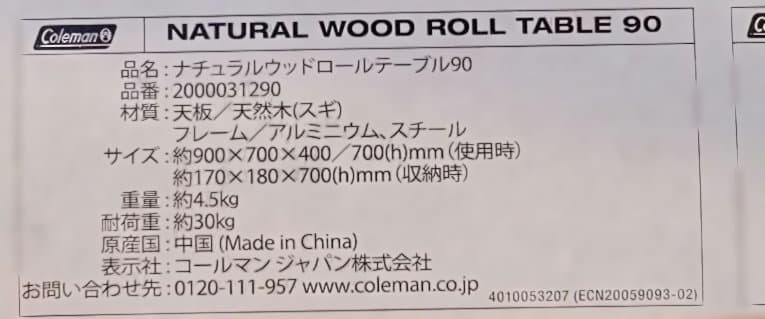 Coleman® NATURAL WOOD ROLL TABLE 90
品名:ナチュラルウッドロールテーブル90
品番:2000031290
材質:天板/天然木(スギ)
フレーム/アルミニウム、スチール
サイズ:約900×700×400/700(h)mm(使用時)
約170×180×700(h)mm(収納時)
重量:約4.5kg
耐荷重:約30kg
原産国:中国(Made in China)
表示社:コールマン ジャパン株式会社
お問い合わせ先:0120-111-957 www.coleman.co.jp
4010053207 (ECN20059093-02)